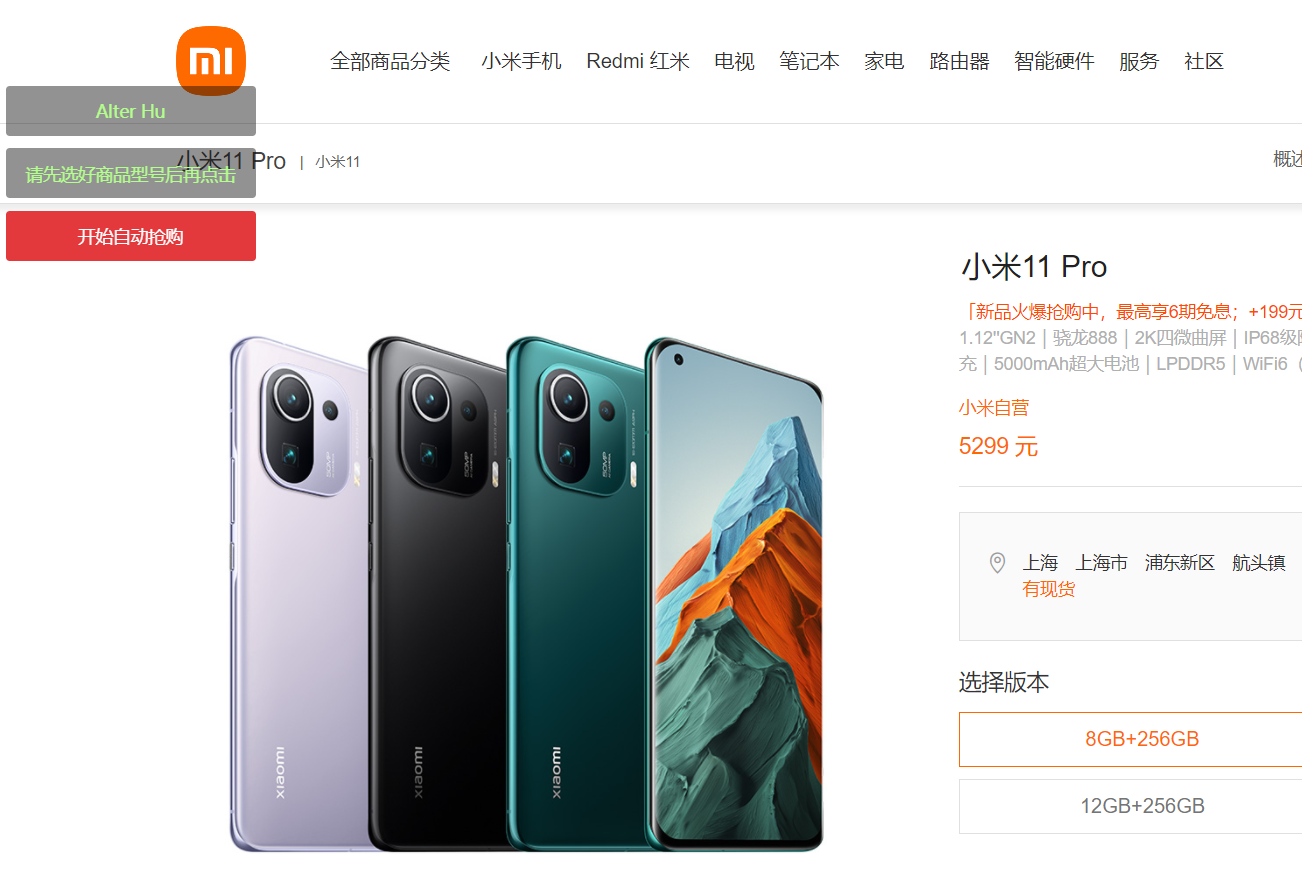 mi
全部商品分类 小米手机 Redmi 红米 电视 笔记本 家电 路由器 智能硬件 服务 社区
Alter Hu
小米11 Pro | 小米11
概述
请先选好商品型号后再点击
开始自动抢购
小米11 Pro
「新品火爆抢购中，最高享6期免息；+199元
1.12"GN2｜骁龙888｜2K四微曲屏｜IP68级
充｜5000mAh超大电池｜LPDDR5｜WiFi6（
小米自营
5299 元
上海 上海市 浦东新区 航头镇
有现货
选择版本
8GB+256GB
12GB+256GB
50MP
50MP
50MP
xiaomi
xiaomi
xiaomi